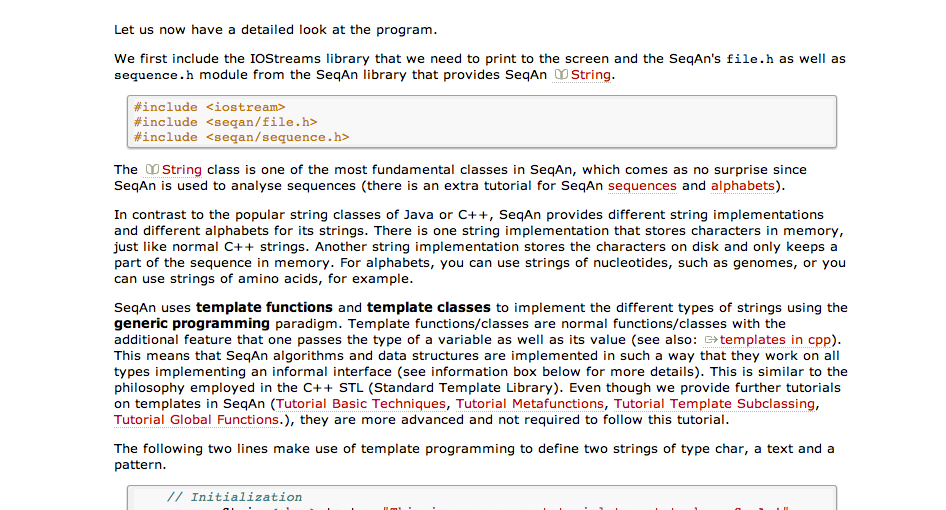 Let us now have a detailed look at the program.
We first include the IOStreams library that we need to print to the screen and the SeqAn's file.h as well as
sequence.h module from the SeqAn library that provides SeqAn String.
#include <iostream>
#include <seqan/file.h>
#include <seqan/sequence.h>
The String class is one of the most fundamental classes in SeqAn, which comes as no surprise since
SeqAn is used to analyse sequences (there is an extra tutorial for SeqAn sequences and alphabets).
In contrast to the popular string classes of Java or C++, SeqAn provides different string implementations
and different alphabets for its strings. There is one string implementation that stores characters in memory,
just like normal C++ strings. Another string implementation stores the characters on disk and only keeps a
part of the sequence in memory. For alphabets, you can use strings of nucleotides, such as genomes, or you
can use strings of amino acids, for example.
SeqAn uses template functions and template classes to implement the different types of strings using the
generic programming paradigm. Template functions/classes are normal functions/classes with the
additional feature that one passes the type of a variable as well as its value (see also: templates in cpp).
This means that SeqAn algorithms and data structures are implemented in such a way that they work on all
types implementing an informal interface (see information box below for more details). This is similar to the
philosophy employed in the C++ STL (Standard Template Library). Even though we provide further tutorials
on templates in SeqAn (Tutorial Basic Techniques, Tutorial Metafunctions, Tutorial Template Subclassing,
Tutorial Global Functions.), they are more advanced and not required to follow this tutorial.
The following two lines make use of template programming to define two strings of type char, a text and a
pattern.
// Initialization